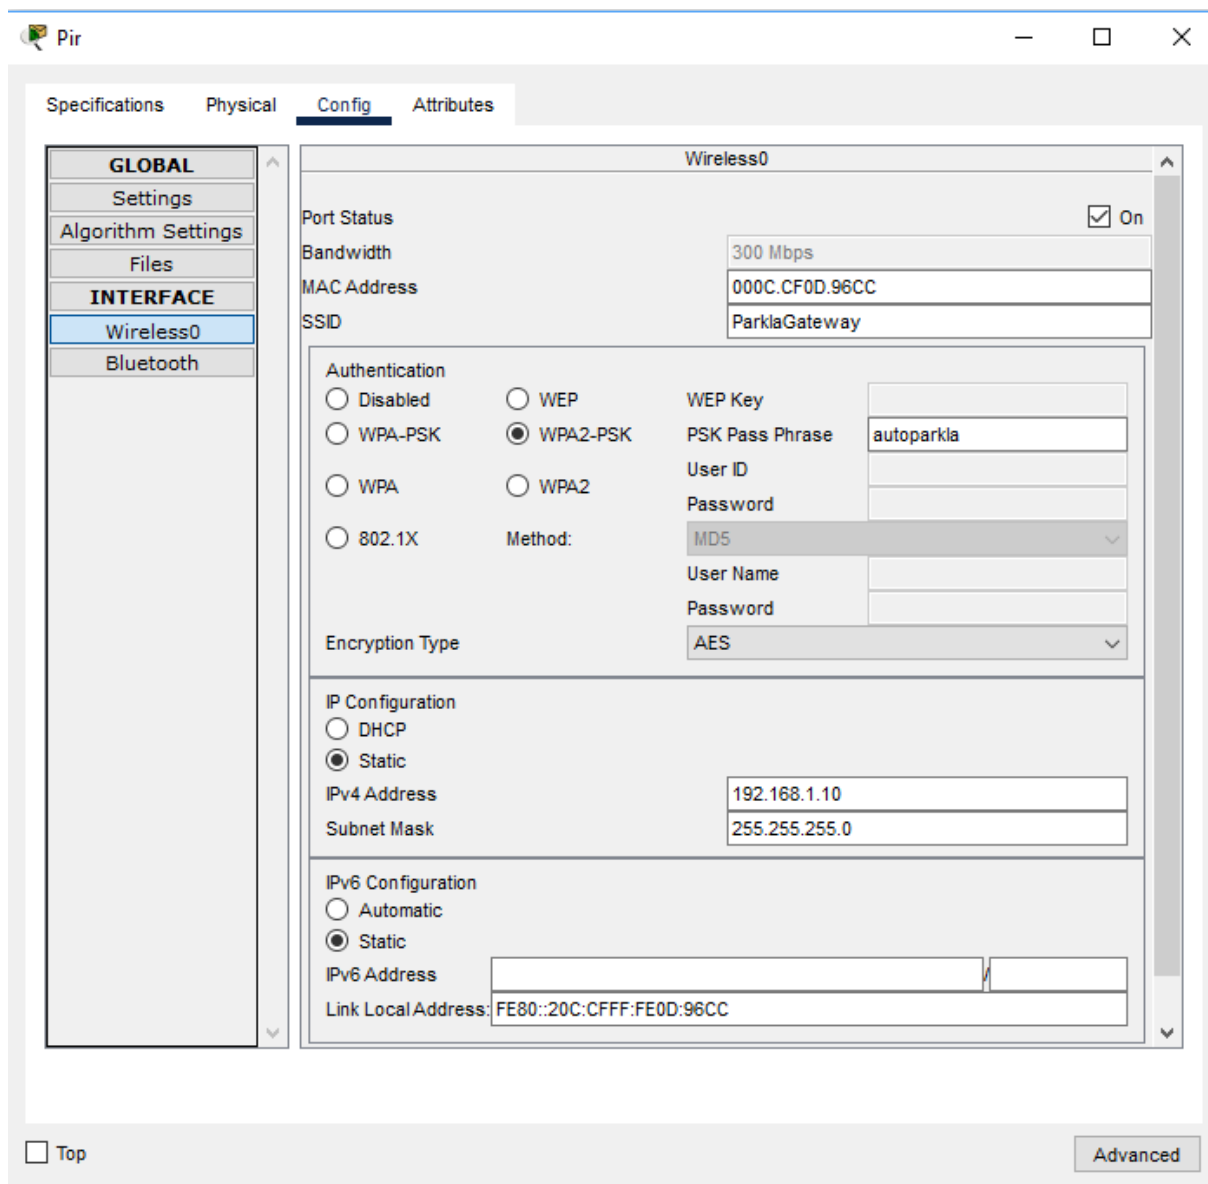 Pir
Specifications Physical Config Attributes
GLOBAL
Settings
Algorithm Settings
Files
INTERFACE
Wireless0
Bluetooth
Wireless0
Port Status On
Bandwidth 300 Mbps
MAC Address 000C.CF0D.96CC
SSID ParklaGateway
Authentication
Disabled WEP WEP Key
WPA-PSK WPA2-PSK PSK Pass Phrase autoparkla
User ID
WPA WPA2
Password
802.1X Method: MD5
User Name
Password
Encryption Type AES
IP Configuration
DHCP
Static
IPv4 Address 192.168.1.10
Subnet Mask 255.255.255.0
IPv6 Configuration
Automatic
Static
IPv6 Address /
Link Local Address: FE80::20C:CFFF:FE0D:96CC
Top Advanced